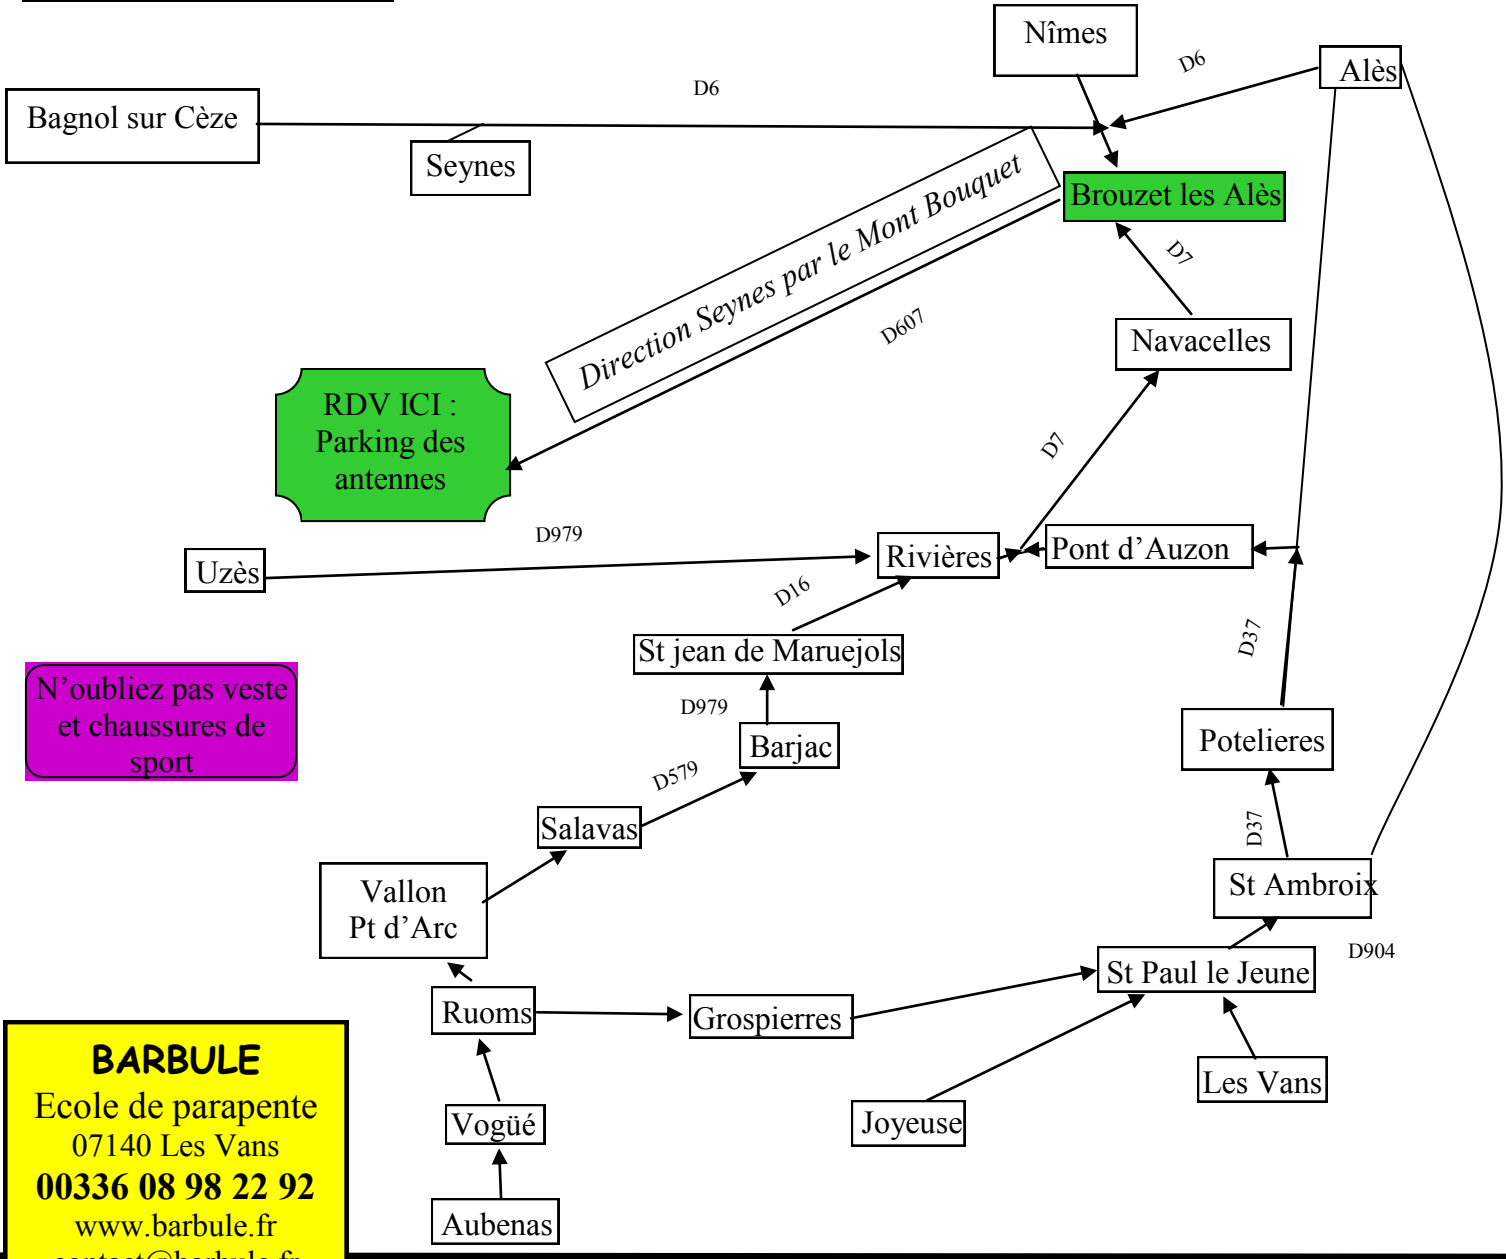 Nîmes
D6
Alès
D6
Bagnol sur Cèze
Seynes
Direction Seynes par le Mont Bouquet
Brouzet les Alès
D7
D607
Navacelles
RDV ICI :
Parking des
antennes
D7
D979
Uzès
Rivières
Pont d’Auzon
D16
St jean de Maruejols
D37
N’oubliez pas veste
et chaussures de
sport
D979
Barjac
Potelieres
D579
Salavas
D37
Vallon
Pt d’Arc
St Ambroix
D904
St Paul le Jeune
Ruoms
Grospierres
Les Vans
Vogüé
Joyeuse
Aubenas
BARBULE
Ecole de parapente
07140 Les Vans
00336 08 98 22 92
www.barbule.fr
contact@barbule.fr